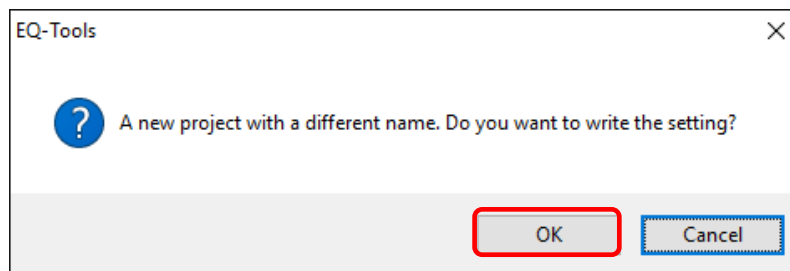 EQ-Tools
A new project with a different name. Do you want to write the setting?
OK
Cancel